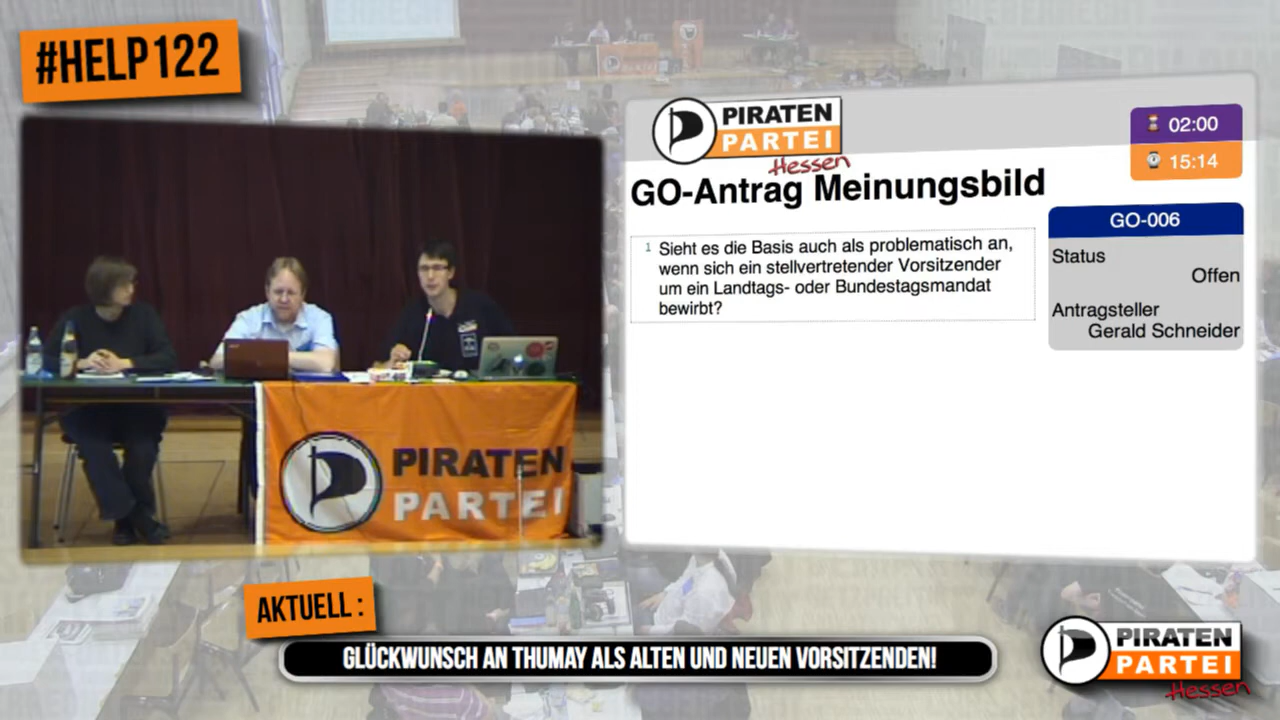 #HELP122
PIRATEN
PARTEI
Hessen
02:00
15:14
GO-Antrag Meinungsbild
GO-006
1 Sieht es die Basis auch als problematisch an,
wenn sich ein stellvertretender Vorsitzender
um ein Landtags- oder Bundestagsmandat
bewirbt?
Status
Offen
Antragsteller
Gerald Schneider
PIRATEN
PARTEI
AKTUELL :
GLÜCKWUNSCH AN THUMAY ALS ALTEN UND NEUEN VORSITZENDEN!
PIRATEN
PARTEI
Hessen